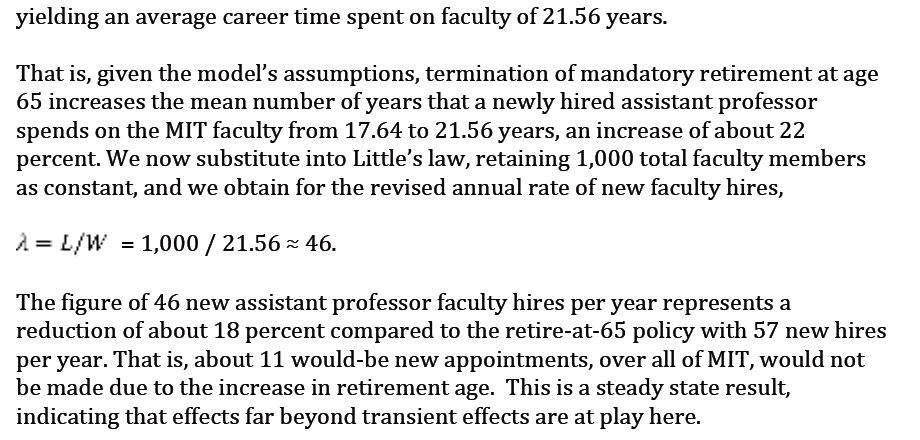 yielding an average career time spent on faculty of 21.56 years.
That is, given the model's assumptions, termination of mandatory retirement at age
65 increases the mean number of years that a newly hired assistant professor
spends on the MIT faculty from 17.64 to 21.56 years, an increase of about 22
percent. We now substitute into Little's law, retaining 1,000 total faculty members
as constant, and we obtain for the revised annual rate of new faculty hires,
λ = L/W = 1,000 / 21.56 ≈ 46.
The figure of 46 new assistant professor faculty hires per year represents a
reduction of about 18 percent compared to the retire-at-65 policy with 57 new hires
per year. That is, about 11 would-be new appointments, over all of MIT, would not
be made due to the increase in retirement age.  This is a steady state result,
indicating that effects far beyond transient effects are at play here.